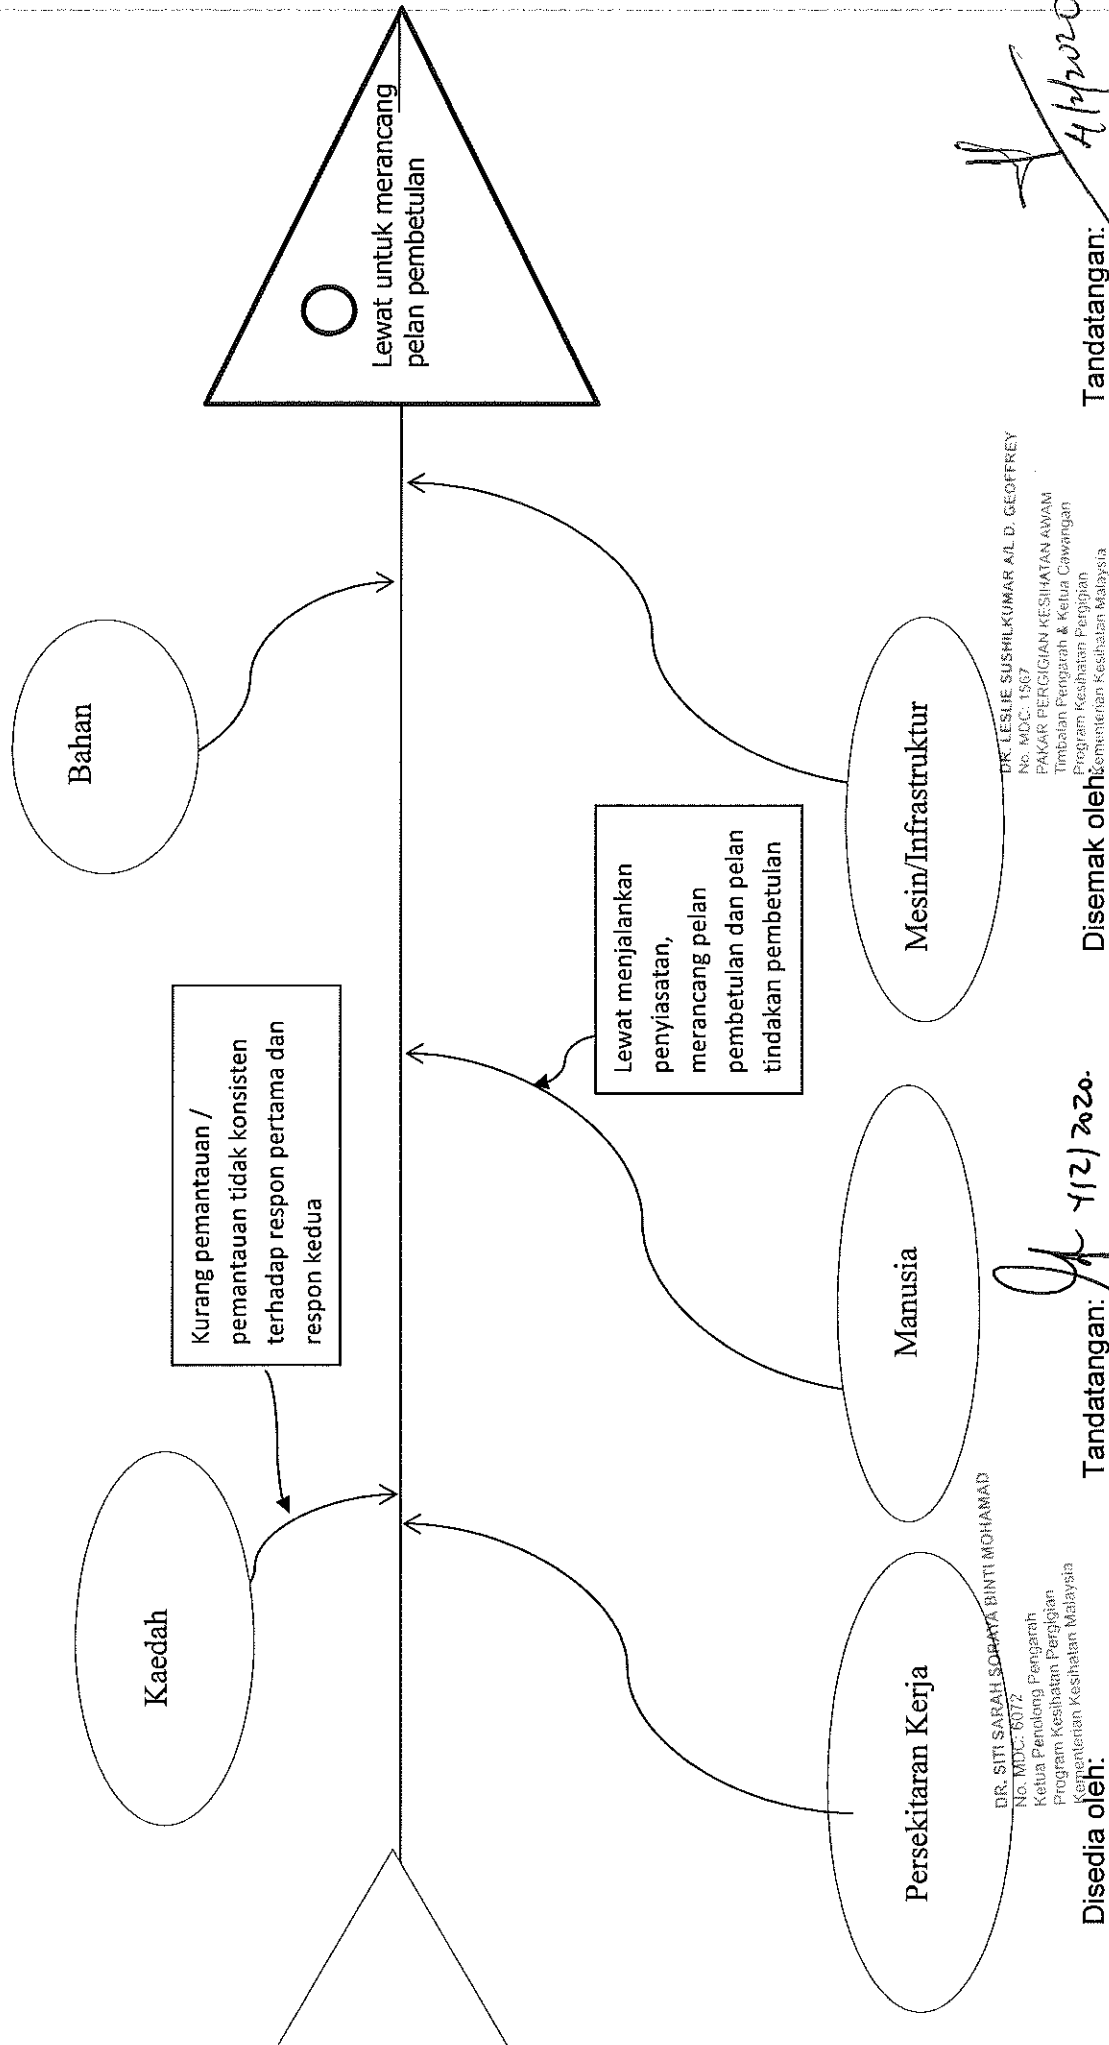 Kaedah
Bahan
Kurang pemantauan /
pemantauan tidak konsisten
terhadap respon pertama dan
respon kedua
Lewat untuk merancang
pelan pembetulan
Lewat menjalankan
penyiasatan,
merancang pelan
pembetulan dan pelan
tindakan pembetulan
Persekitaran Kerja
Manusia
Mesin/Infrastruktur
DR. SITI SARAH SORAYA BINTI MOHAMAD
No. MDC: 6072
Ketua Penolong Pengarah
Program Kesihatan Pergigian
Kementerian Kesihatan Malaysia
Disedia oleh:
Tandatangan:
4/2/2020.
DR. LESLIE SUSHILKUMAR A/L D. GEOFFREY
No. MDC: 1567
PAKAR PERGIGIAN KESIHATAN AWAM
Timbalan Pengarah & Ketua Cawangan
Program Kesihatan Pergigian
Kementerian Kesihatan Malaysia
Disemak oleh:
Tandatangan:
4/2/2020